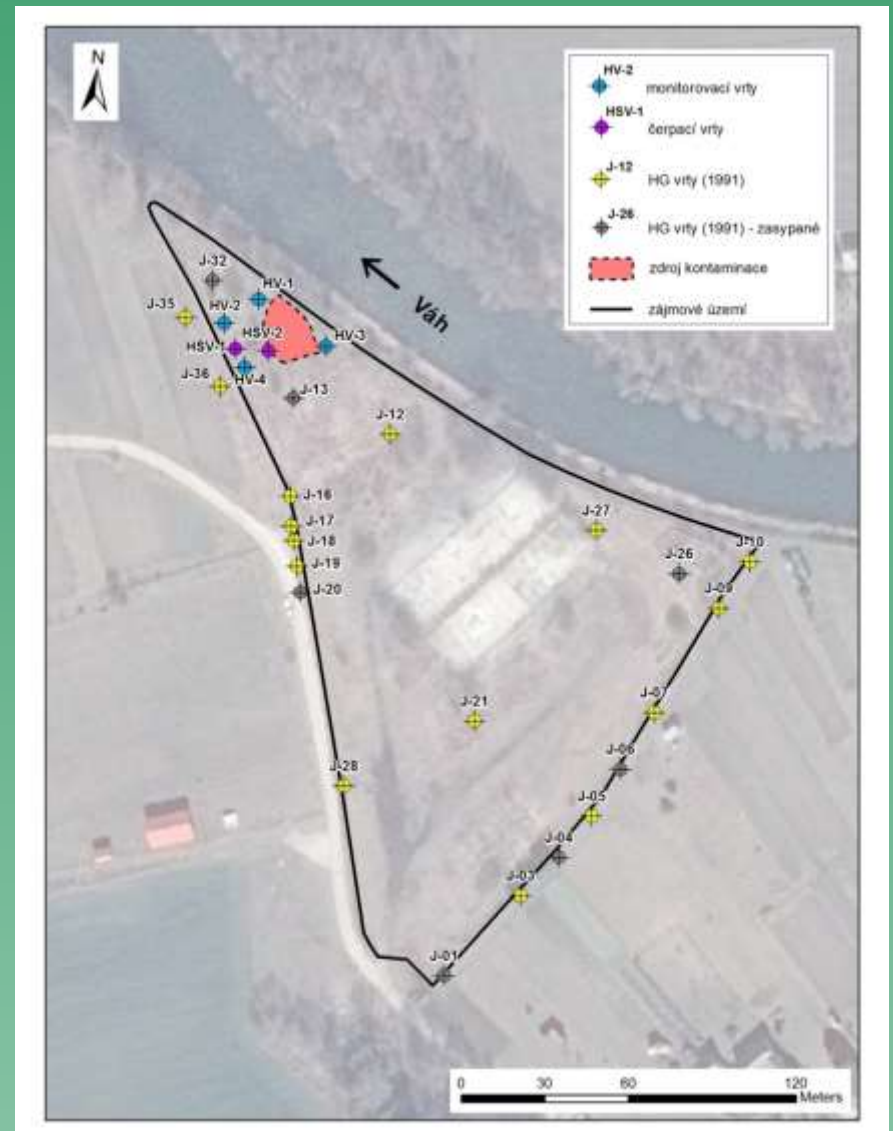 N
HV-2
monitorovací vrty
HSV-1
čerpací vrty
J-12
HG vrty (1991)
J-26
HG vrty (1991) - zasypané
zdroj kontaminace
zájmové území
J-32
HV-1
J-35
HV-2
Váh
HSV-1
HSV-2
HV-3
J-36
HV-4
J-13
J-12
J-16
J-17
J-27
J-18
J-10
J-19
J-26
J-20
J-09
J-07
J-21
J-06
J-28
J-05
J-04
J-03
J-01
0 30 60 120
Meters